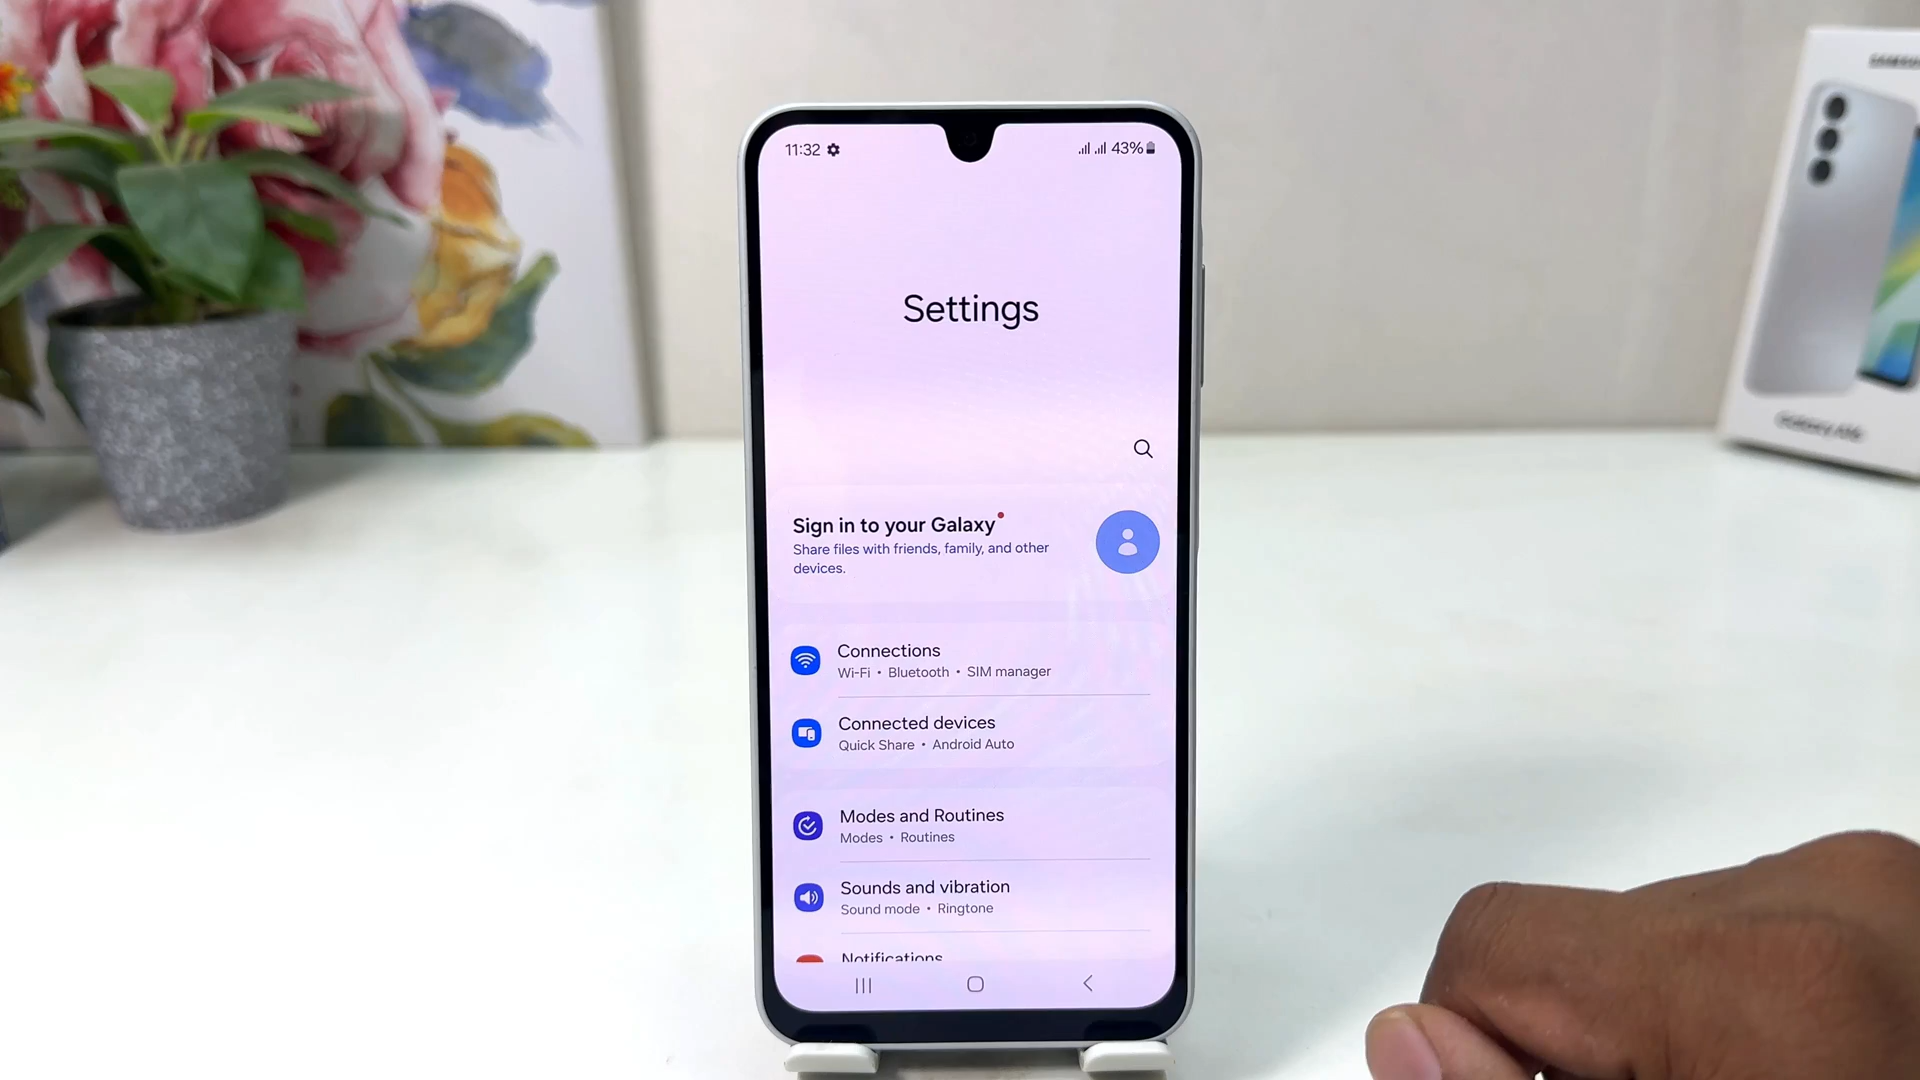 11:32
43%
Settings
Sign in to your Galaxy
Share files with friends, family, and other
devices.
Connections
Wi-Fi • Bluetooth • SIM manager
Connected devices
Quick Share • Android Auto
Modes and Routines
Modes • Routines
Sounds and vibration
Sound mode • Ringtone
Notifications
Galaxy A16